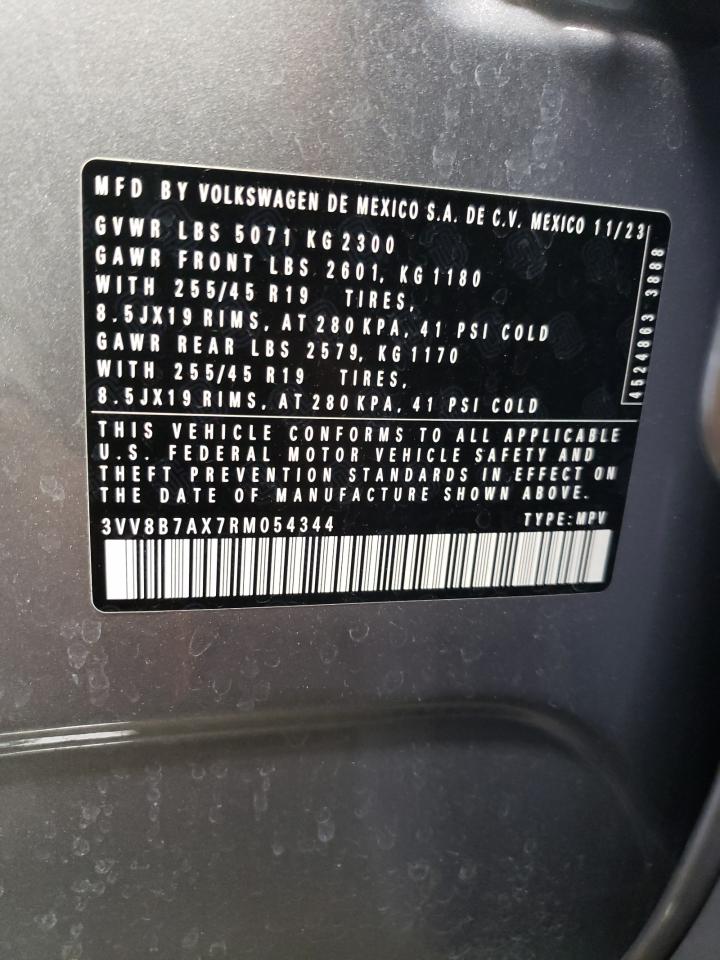 MFD BY VOLKSWAGEN DE MEXICO S.A. DE C.V. MEXICO 11/23
GVWR LBS 5071 KG 2300
GAWR FRONT LBS 2601, KG 1180
WITH 255/45 R19 TIRES,
8.5JX19 RIMS, AT 280 KPA, 41 PSI COLD
GAWR REAR LBS 2579, KG 1170
WITH 255/45 R19 TIRES,
8.5JX19 RIMS, AT 280 KPA, 41 PSI COLD
4524863 3888
THIS VEHICLE CONFORMS TO ALL APPLICABLE
U.S. FEDERAL MOTOR VEHICLE SAFETY AND
THEFT PREVENTION STANDARDS IN EFFECT ON
THE DATE OF MANUFACTURE SHOWN ABOVE.
3VV8B7AX7RM054344 TYPE:MPV